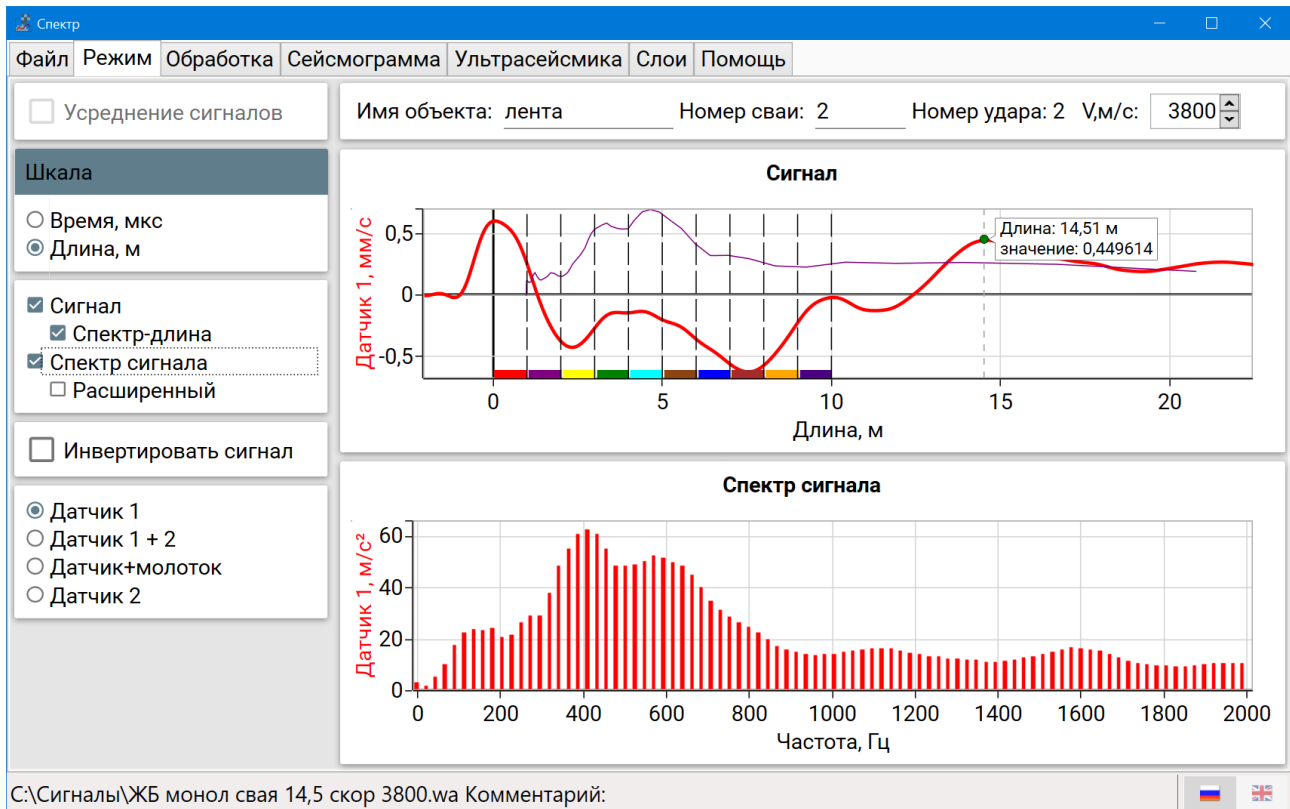 Спектр
Файл Режим Обработка Сейсмограмма Ультрасейсмика Слои Помощь
Усреднение сигналов
Имя объекта: лента Номер сваи: 2 Номер удара: 2 V,м/с: 3800
Шкала
Время, мкс
Длина, м
Сигнал
Спектр-длина
Спектр сигнала
Расширенный
Инвертировать сигнал
Датчик 1
Датчик 1 + 2
Датчик+молоток
Датчик 2
Сигнал
Датчик 1, мм/с
0,5
0
-0,5
Длина: 14,51 м
значение: 0,449614
0 5 10 15 20
Длина, м
Спектр сигнала
Датчик 1, м/с²
60
40
20
0
0 200 400 600 800 1000 1200 1400 1600 1800 2000
Частота, Гц
C:\Сигналы\ЖБ монол свая 14,5 скор 3800.wa Комментарий: